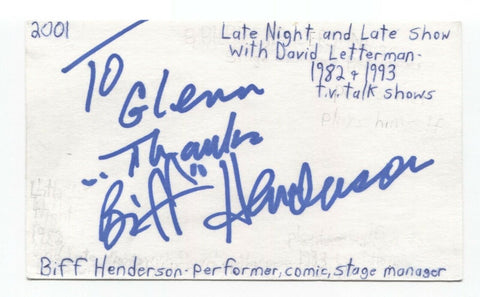 2001
Late Night and Late Show
with David Letterman-
1982 & 1993
t.v. talk shows
To
Glenn
Thanks
"Biff" Henderson
Biff Henderson-performer, comic, stage manager